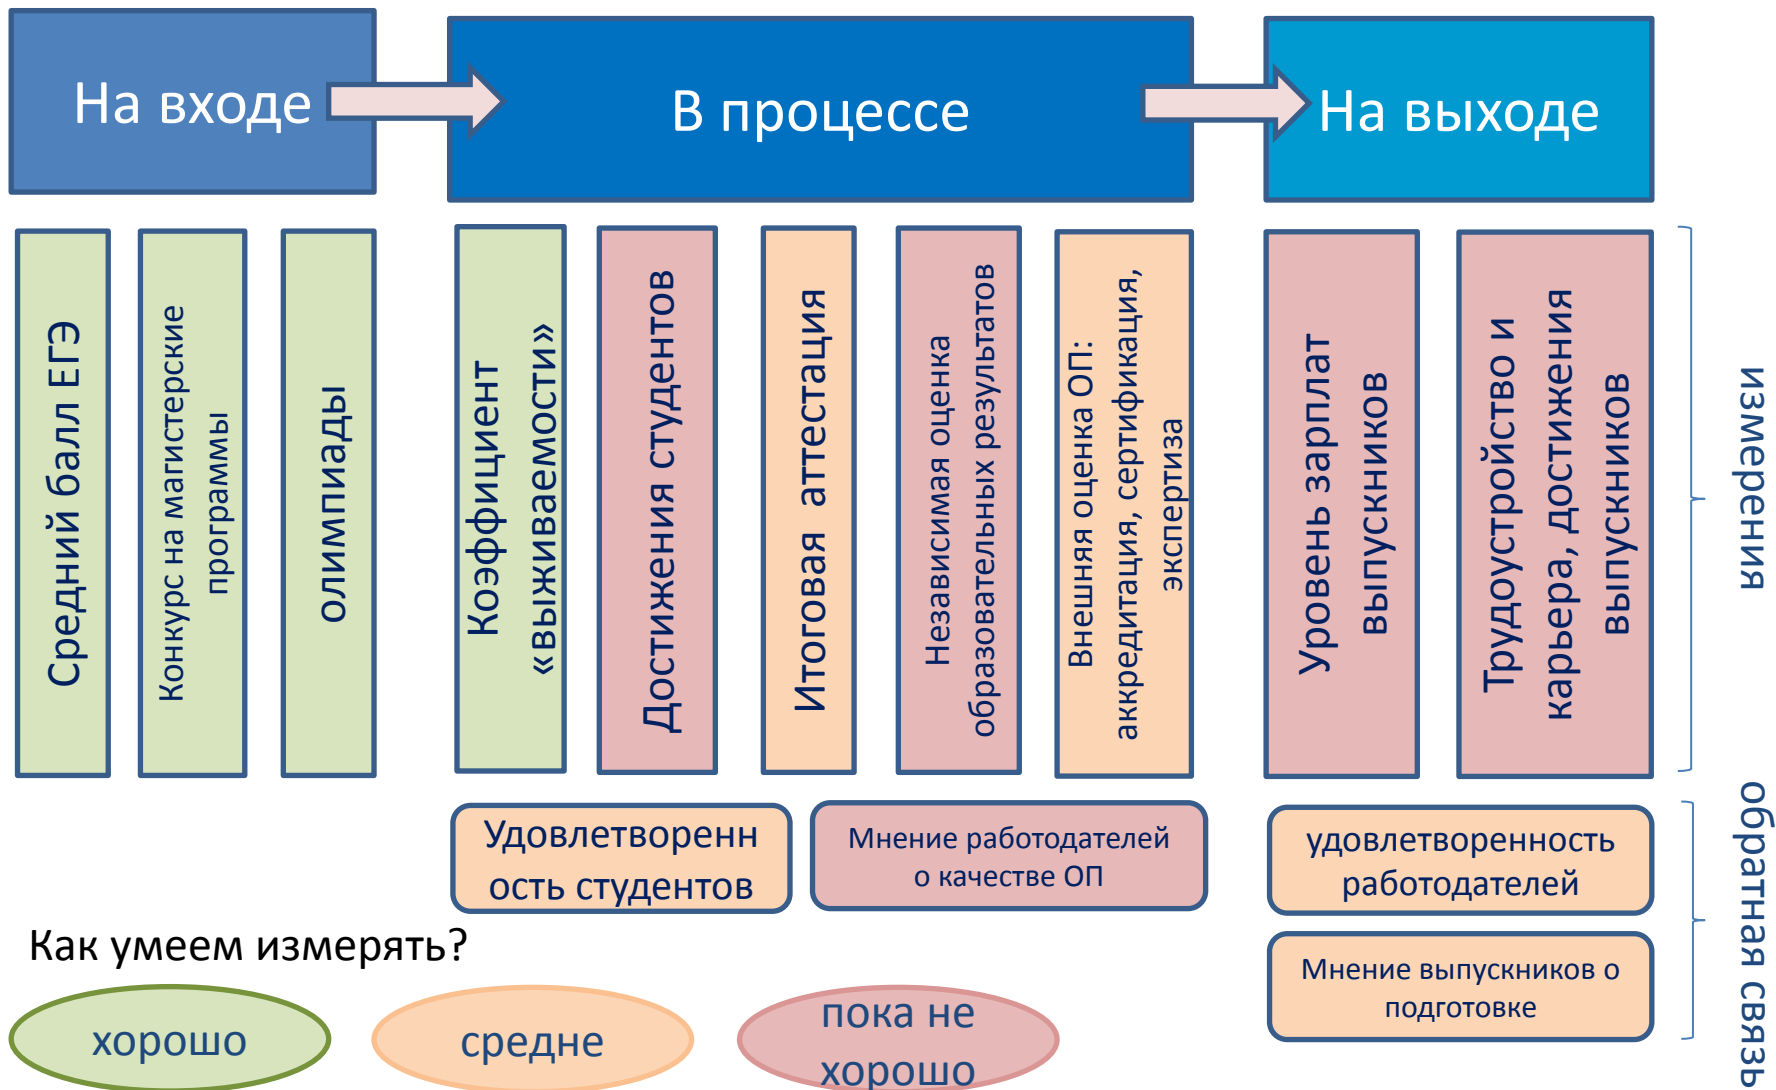 На входе
В процессе
На выходе
Средний балл ЕГЭ
Конкурс на магистерские
программы
олимпиады
Коэффициент
«выживаемости»
Достижения студентов
Итоговая аттестация
Независимая оценка
образовательных результатов
Внешняя оценка ОП:
аккредитация, сертификация,
экспертиза
Уровень зарплат
выпускников
Трудоустройство и
карьера, достижения
выпускников
измерения
Удовлетворенн
ость студентов
Мнение работодателей
о качестве ОП
удовлетворенность
работодателей
Мнение выпускников о
подготовке
обратная связь
Как умеем измерять?
хорошо
средне
пока не
хорошо